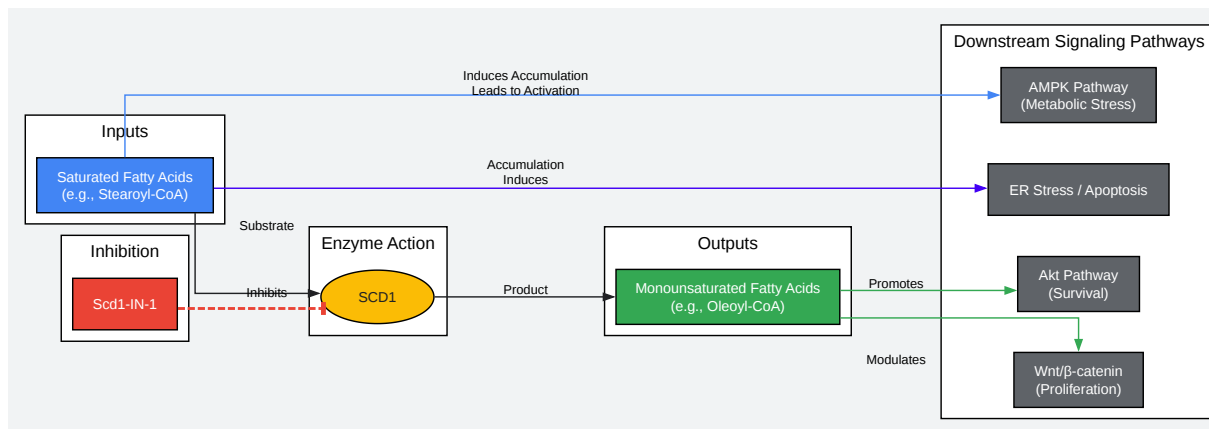 Downstream Signaling Pathways
Induces Accumulation
Leads to Activation
AMPK Pathway
(Metabolic Stress)
Inputs
Saturated Fatty Acids
(e.g., Stearoyl-CoA)
Accumulation
Induces
ER Stress / Apoptosis
Substrate
Inhibition
Scd1-IN-1
Inhibits
Enzyme Action
SCD1
Product
Outputs
Monounsaturated Fatty Acids
(e.g., Oleoyl-CoA)
Promotes
Akt Pathway
(Survival)
Modulates
Wnt/β-catenin
(Proliferation)